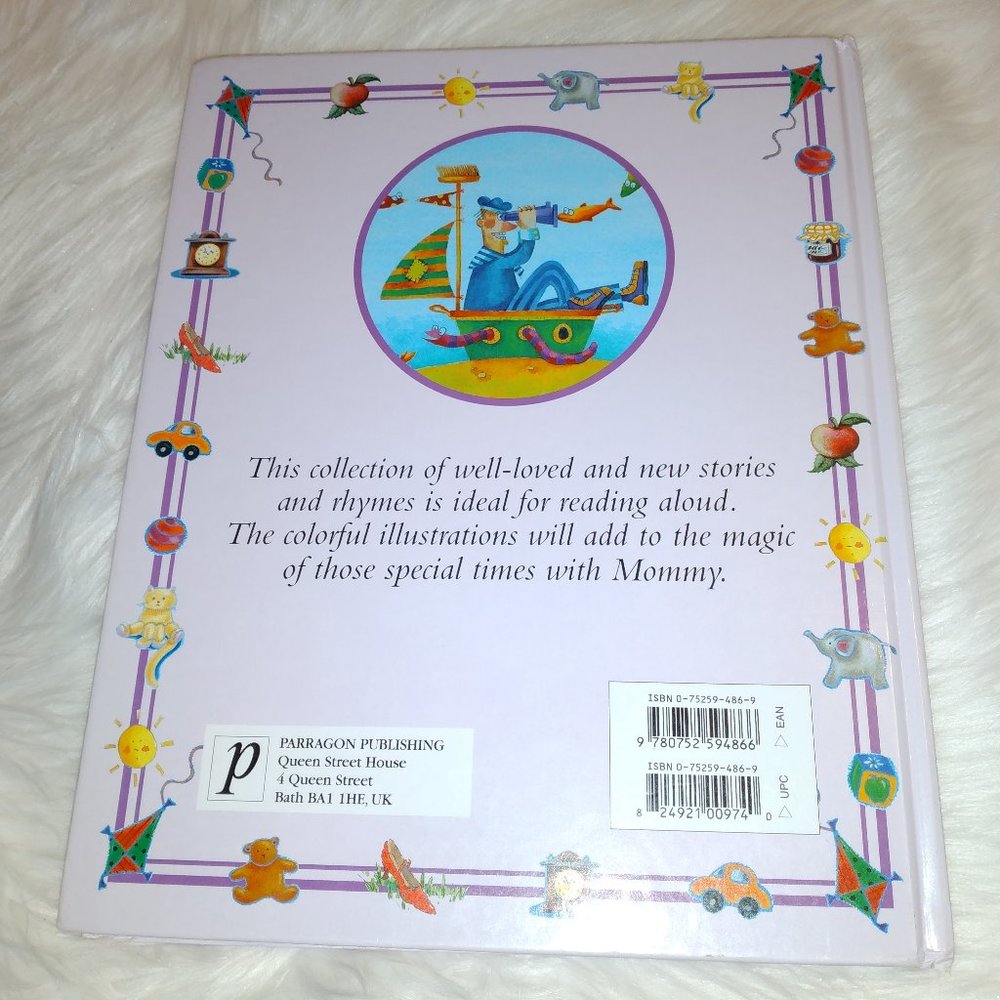 This collection of well-loved and new stories
and rhymes is ideal for reading aloud.
The colorful illustrations will add to the magic
of those special times with Mommy.
p
PARRAGON PUBLISHING
Queen Street House
4 Queen Street
Bath BA1 1HE, UK
ISBN 0-75259-486-9
9 780752 594866
EAN
ISBN 0-75259-486-9
8 24921 00974 0
UPC